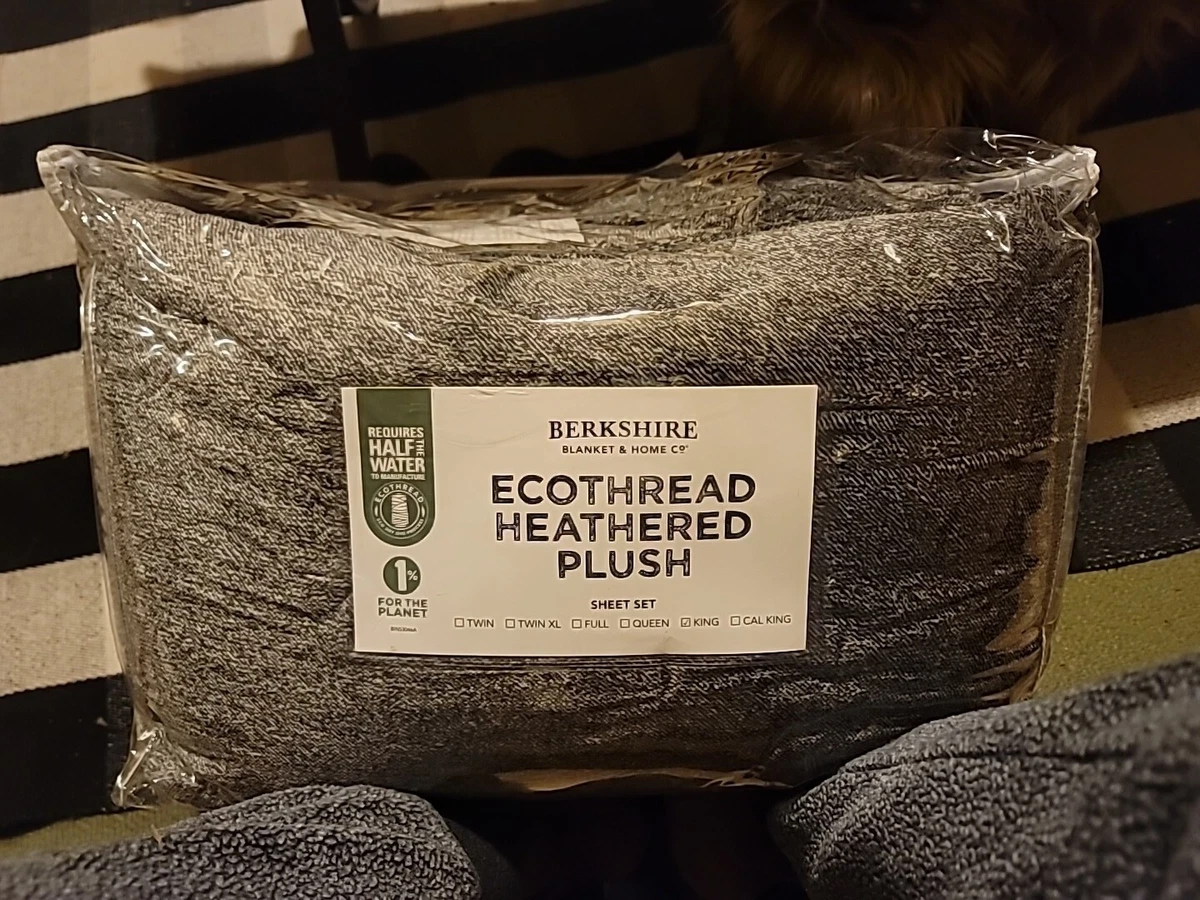 REQUIRES
HALF THE
WATER
TO MANUFACTURE
ECOTHREAD
1%
FOR THE
PLANET
BERKSHIRE
BLANKET & HOME Cº
ECOTHREAD
HEATHERED
PLUSH
SHEET SET
☐ TWIN ☐ TWIN XL ☐ FULL ☐ QUEEN ☑ KING ☐ CAL KING